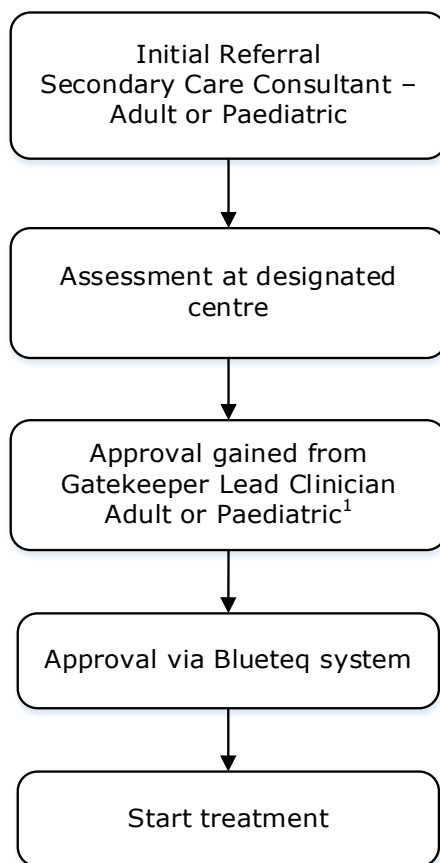 Initial Referral
Secondary Care Consultant –
Adult or Paediatric
Assessment at designated
centre
Approval gained from
Gatekeeper Lead Clinician
Adult or Paediatric¹
Approval via Blueteq system
Start treatment